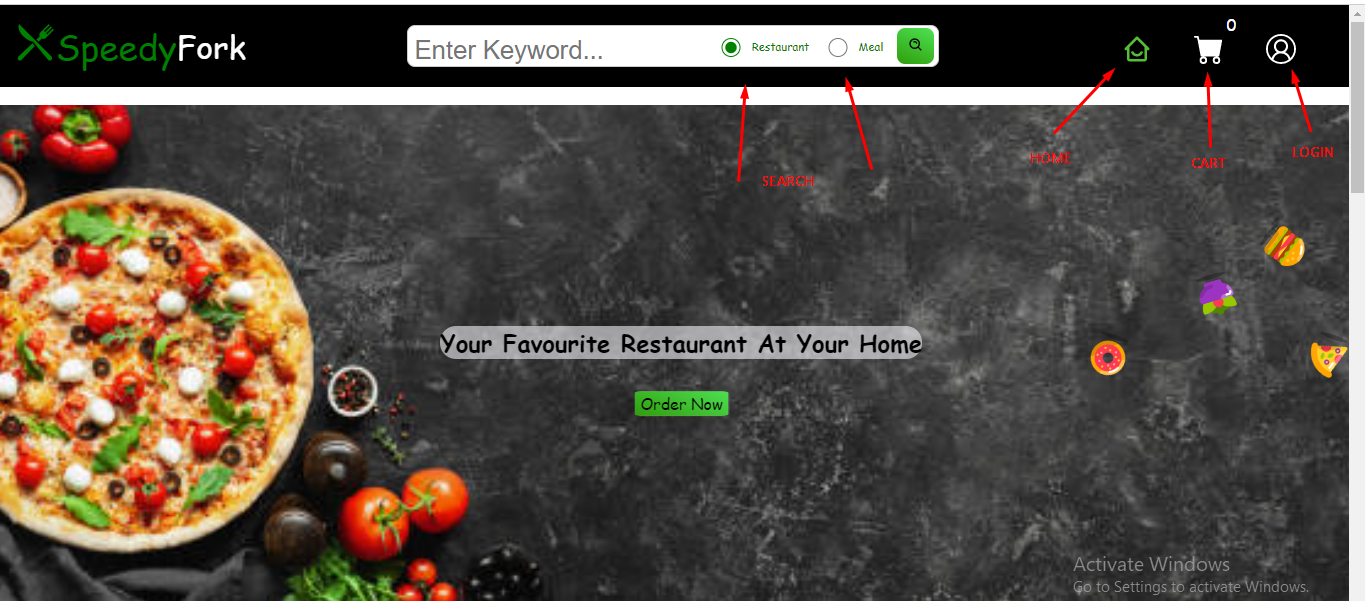 SpeedyFork
Enter Keyword...
Restaurant
Meal
0
HOME
CART
LOGIN
SEARCH
Your Favourite Restaurant At Your Home
Order Now
Activate Windows
Go to Settings to activate Windows.